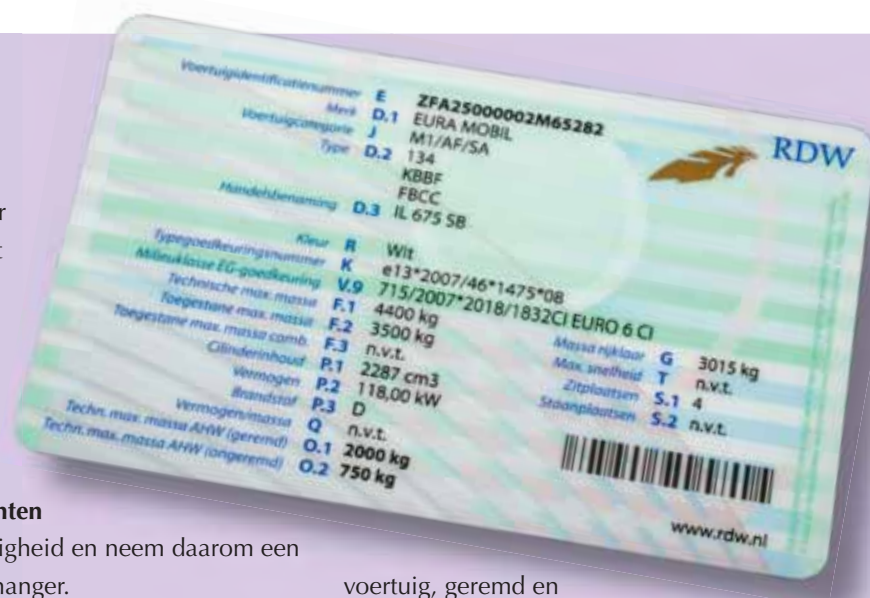 Voertuigidentificatienummer E ZFA25000002M65282
Merk D.1 EURA MOBIL
Voertuigcategorie J M1/AF/SA
Type D.2 134
KBBF
FBCC
Handelsbenaming D.3 IL 675 SB
RDW
Kleur R Wit
Typegoedkeuringsnummer K e13*2007/46*1475*08
Milieuklasse EG-goedkeuring V.9 715/2007*2018/1832CI EURO 6 CI
Technische max. massa F.1 4400 kg
Toegestane max. massa F.2 3500 kg
Toegestane max. massa comb. F.3 n.v.t.
Cilinderinhoud P.1 2287 cm3
Vermogen P.2 118,00 kW
Brandstof P.3 D
Vermogen/massa Q n.v.t.
Techn. max. massa AHW (geremd) O.1 2000 kg
Techn. max. massa AHW (ongeremd) O.2 750 kg
Massa rijklaar G 3015 kg
Max. snelheid T n.v.t.
Zitplaatsen S.1 4
Staanplaatsen S.2 n.v.t.
www.rdw.nl
r
t
nten
igheid en neem daarom een
hanger.
voertuig, geremd en